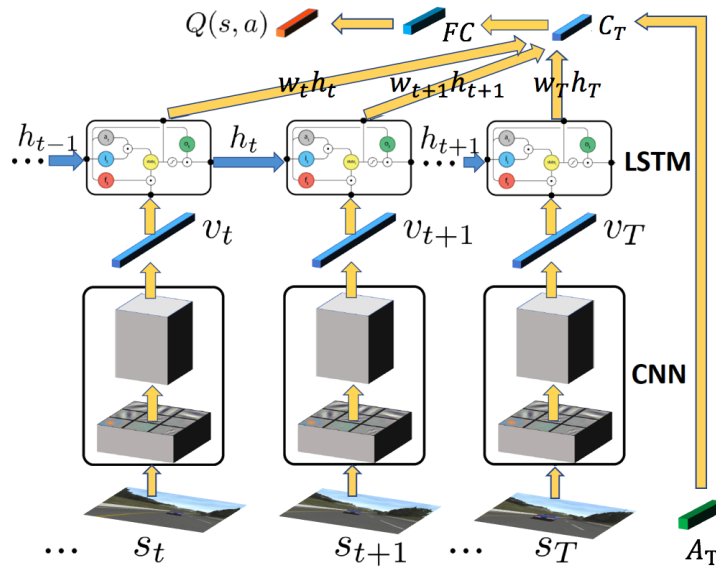 Q(s, a) FC C_T
w_t h_t w_{t+1} h_{t+1} w_T h_T
h_{t-1} h_t h_{t+1} LSTM
v_t v_{t+1} v_T
CNN
... s_t s_{t+1} ... s_T A_T